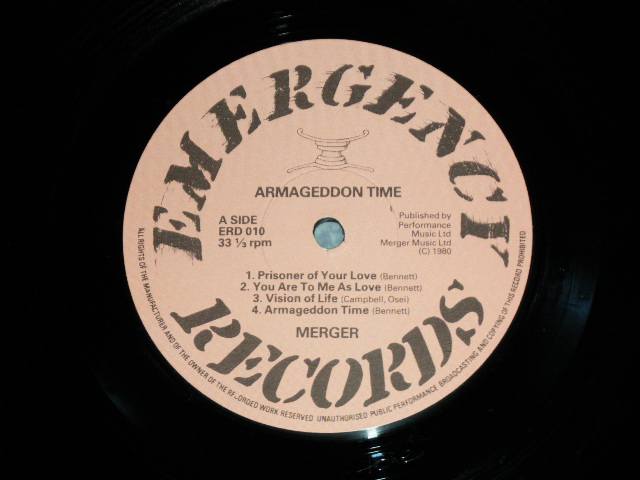 EMERGENCY
ARMAGEDDON TIME
A SIDE
ERD 010
33 ⅓ rpm
Published by
Performance
Music Ltd
Merger Music Ltd
(C) 1980
1. Prisoner of Your Love (Bennett)
2. You Are To Me As Love (Bennett)
3. Vision of Life (Campbell, Osei)
4. Armageddon Time (Bennett)
MERGER
RECORDS
ALL RIGHTS OF THE MANUFACTURER AND OF THE OWNER OF THE RECORDED WORK RESERVED UNAUTHORISED PUBLIC PERFORMANCE BROADCASTING AND COPYING OF THIS RECORD PROHIBITED